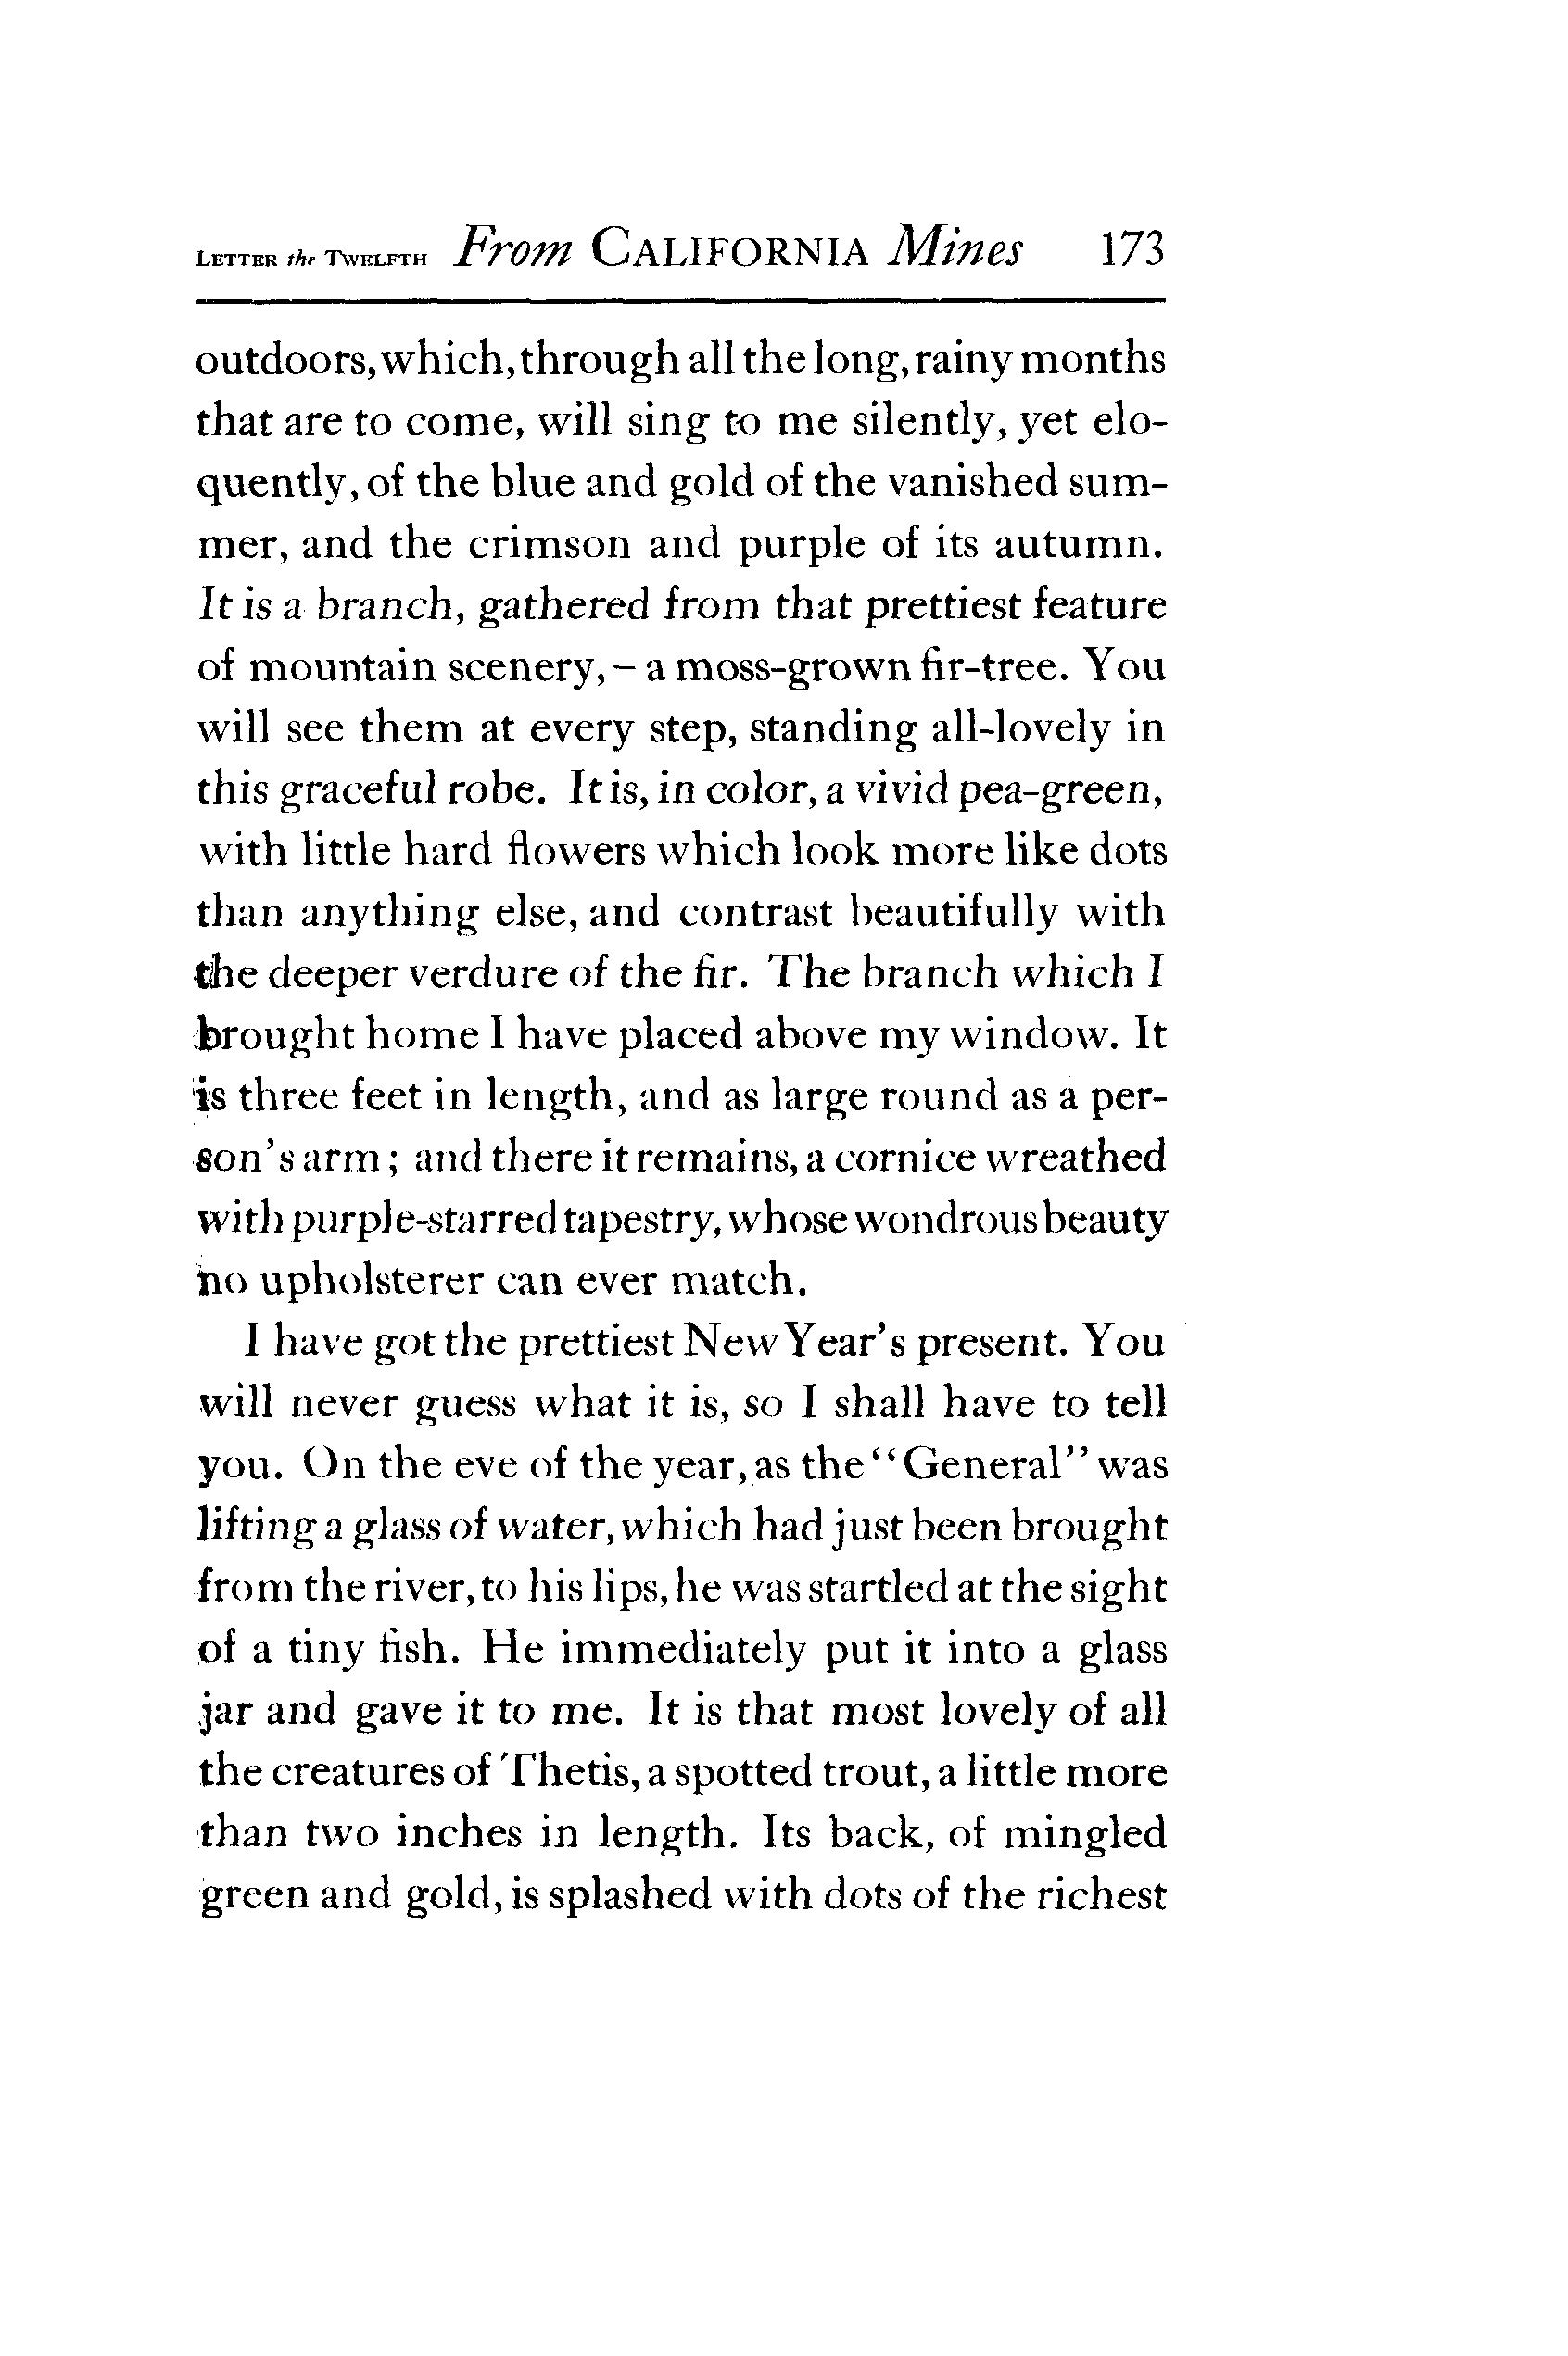 LETTER the TWELFTH From CALIFORNIA Mines 173
outdoors, which, through all the long, rainy months
that are to come, will sing to me silently, yet elo-
quently, of the blue and gold of the vanished sum-
mer, and the crimson and purple of its autumn.
It is a branch, gathered from that prettiest feature
of mountain scenery, – a moss-grown fir-tree. You
will see them at every step, standing all-lovely in
this graceful robe. It is, in color, a vivid pea-green,
with little hard flowers which look more like dots
than anything else, and contrast beautifully with
the deeper verdure of the fir. The branch which I
brought home I have placed above my window. It
is three feet in length, and as large round as a per-
son's arm; and there it remains, a cornice wreathed
with purple-starred tapestry, whose wondrous beauty
no upholsterer can ever match.
I have got the prettiest New Year's present. You
will never guess what it is, so I shall have to tell
you. On the eve of the year, as the "General" was
lifting a glass of water, which had just been brought
from the river, to his lips, he was startled at the sight
of a tiny fish. He immediately put it into a glass
jar and gave it to me. It is that most lovely of all
the creatures of Thetis, a spotted trout, a little more
than two inches in length. Its back, of mingled
green and gold, is splashed with dots of the richest